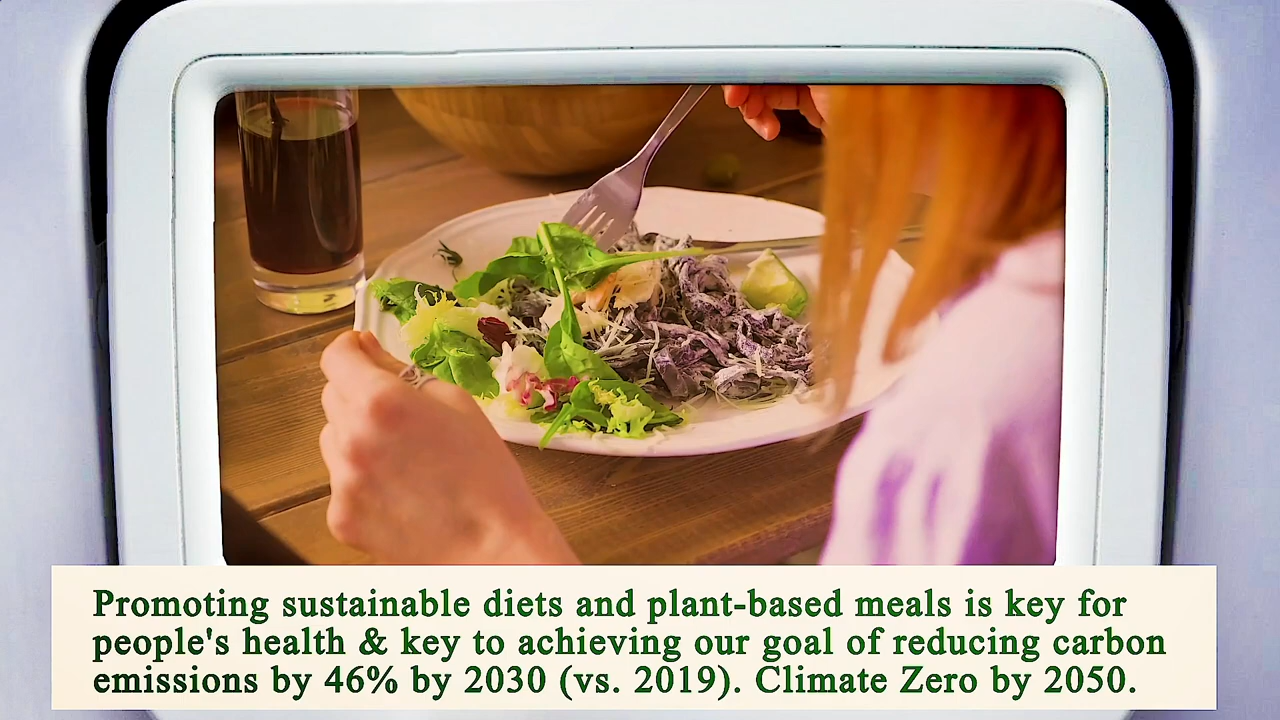 Promoting sustainable diets and plant-based meals is key for
people's health & key to achieving our goal of reducing carbon
emissions by 46% by 2030 (vs. 2019). Climate Zero by 2050.